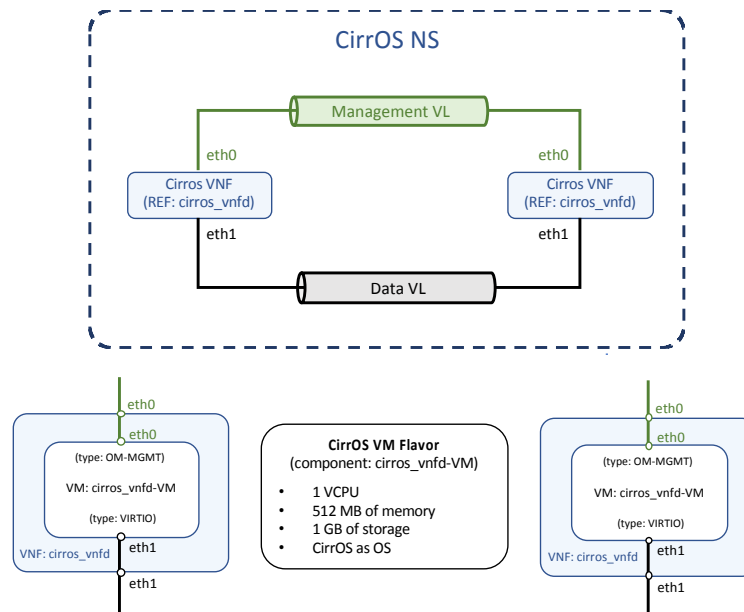 CirrOS NS
Management VL
eth0
eth0
Cirros VNF
(REF: cirros_vnfd)
Cirros VNF
(REF: cirros_vnfd)
eth1
eth1
Data VL
eth0
eth0
(type: OM-MGMT)
VM: cirros_vnfd-VM
(type: VIRTIO)
eth1
VNF: cirros_vnfd
eth1
CirrOS VM Flavor
(component: cirros_vnfd-VM)
• 1 VCPU
• 512 MB of memory
• 1 GB of storage
• CirrOS as OS
eth0
eth0
(type: OM-MGMT)
VM: cirros_vnfd-VM
(type: VIRTIO)
eth1
VNF: cirros_vnfd
eth1